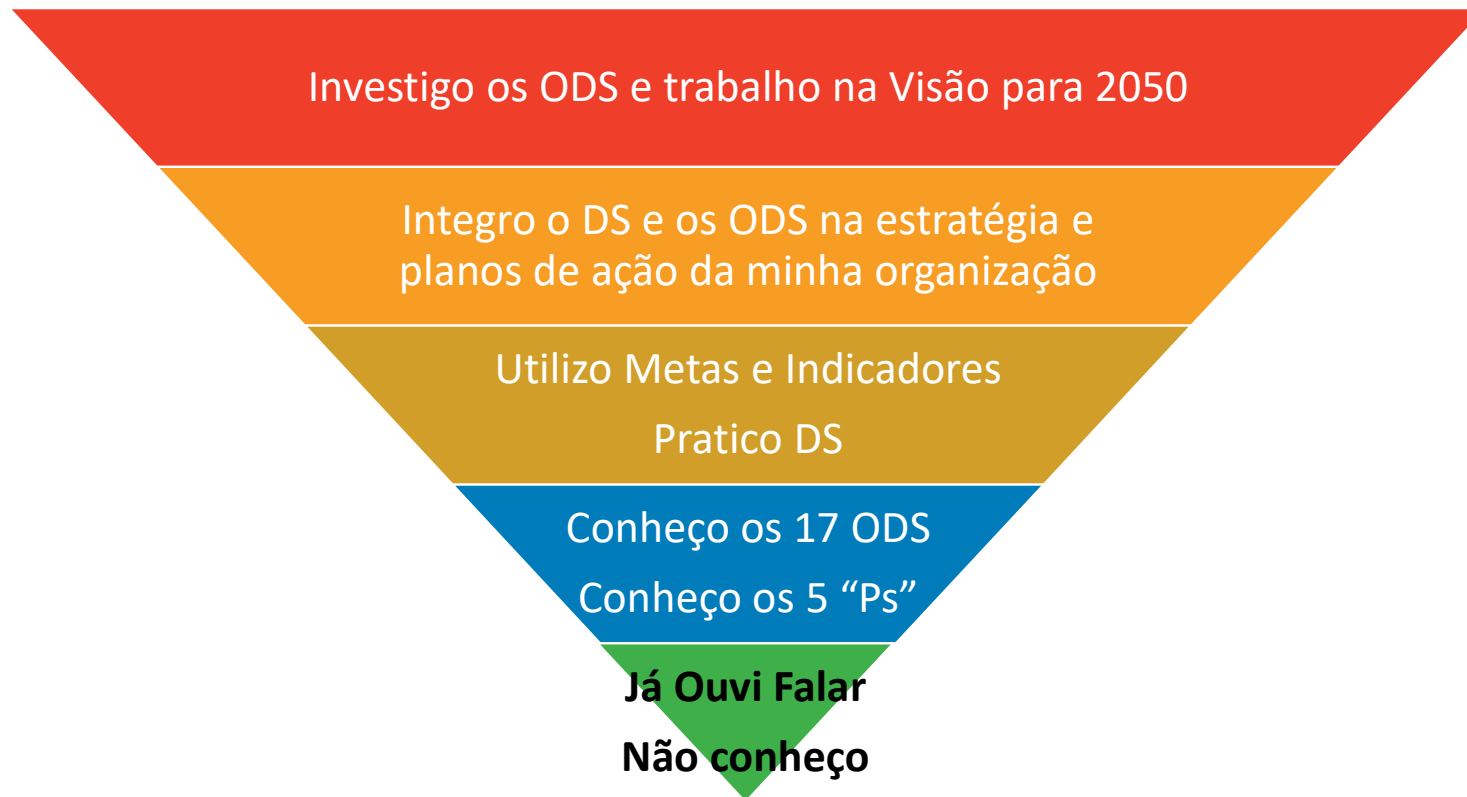 Investigo os ODS e trabalho na Visão para 2050
Integro o DS e os ODS na estratégia e
planos de ação da minha organização
Utilizo Metas e Indicadores
Pratico DS
Conheço os 17 ODS
Conheço os 5 “Ps”
Já Ouvi Falar
Não conheço